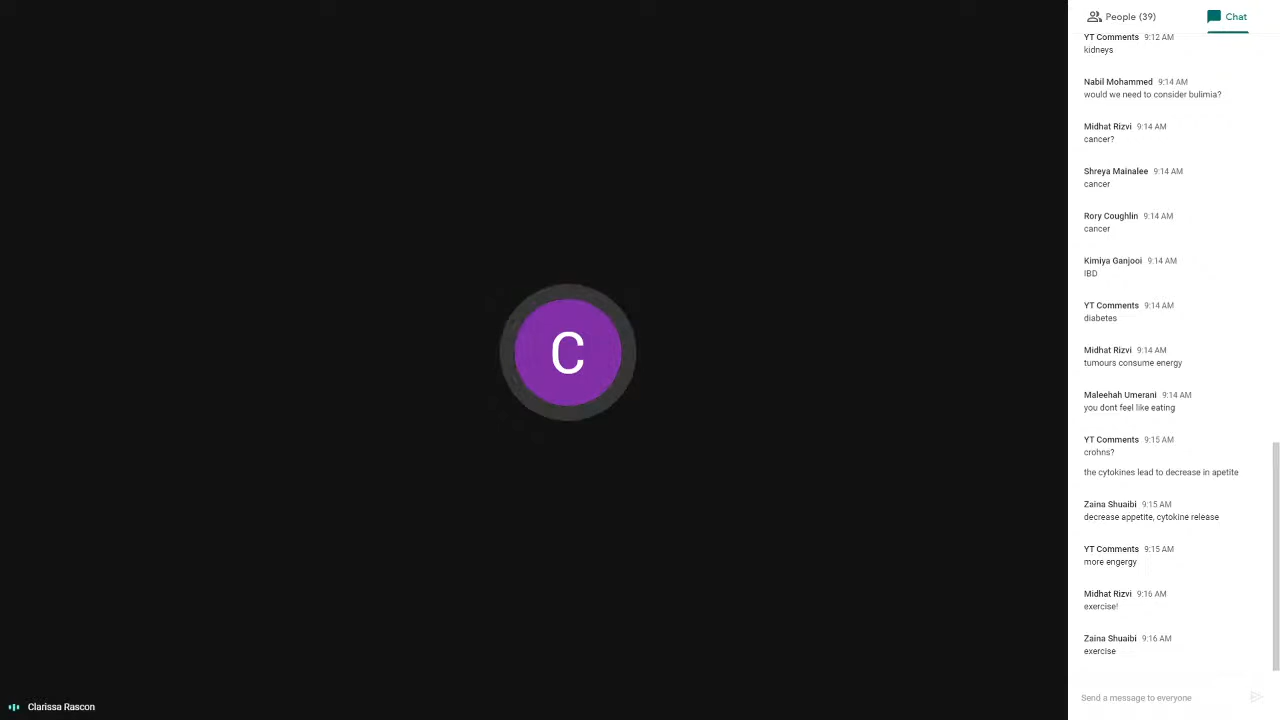 People (39)
Chat
YT Comments 9:12 AM
kidneys
Nabil Mohammed 9:14 AM
would we need to consider bulimia?
Midhat Rizvi 9:14 AM
cancer?
Shreya Mainalee 9:14 AM
cancer
Rory Coughlin 9:14 AM
cancer
Kimiya Ganjooi 9:14 AM
IBD
YT Comments 9:14 AM
diabetes
Midhat Rizvi 9:14 AM
tumours consume energy
Maleehah Umerani 9:14 AM
you dont feel like eating
YT Comments 9:15 AM
crohns?
the cytokines lead to decrease in apetite
Zaina Shuaibi 9:15 AM
decrease appetite, cytokine release
YT Comments 9:15 AM
more engergy
Midhat Rizvi 9:16 AM
exercise!
Zaina Shuaibi 9:16 AM
exercise
Send a message to everyone
C
Clarissa Rascon